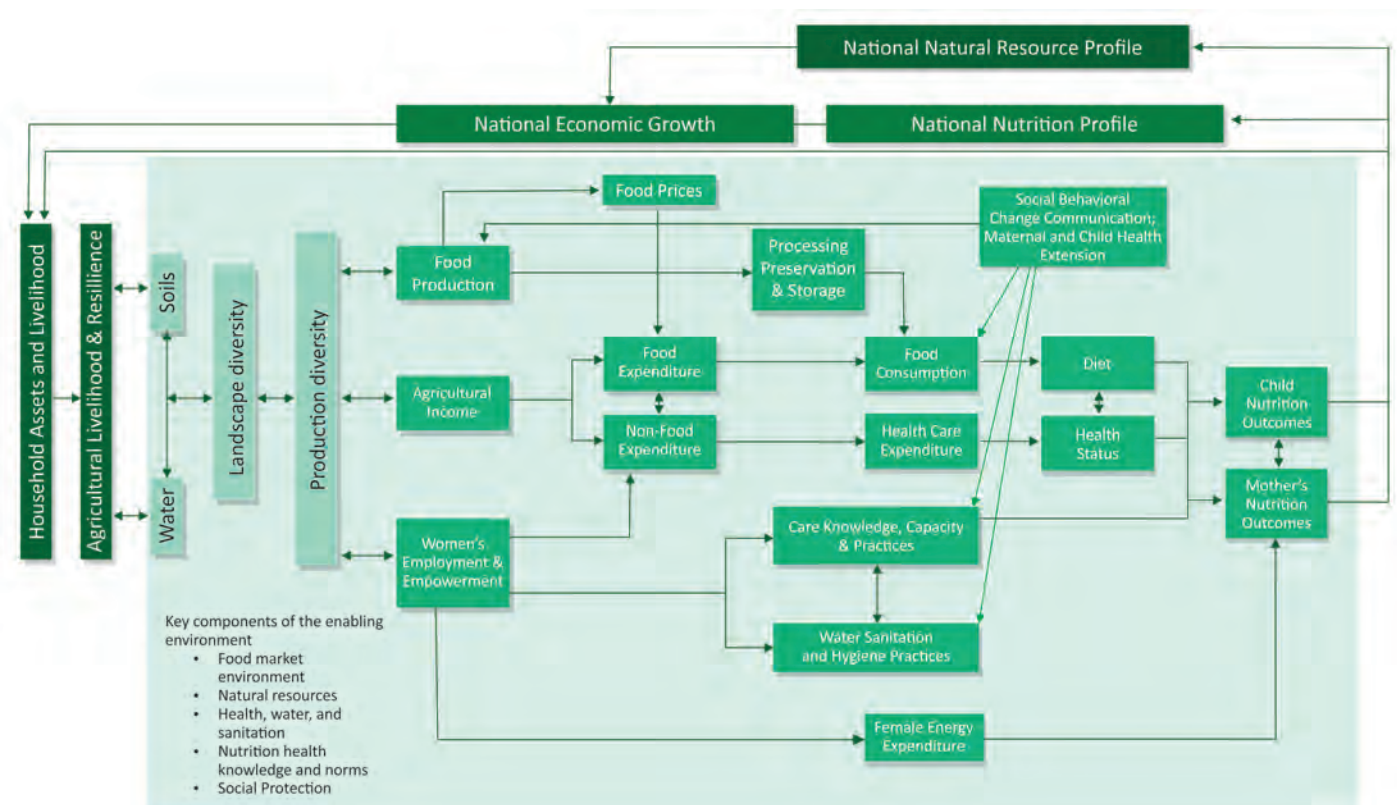 National Natural Resource Profile
National Economic Growth
National Nutrition Profile
Household Assets and Livelihood
Agricultural Livelihood & Resilience
Soils
Water
Landscape diversity
Production diversity
Food Prices
Food
Production
Processing
Preservation
& Storage
Social Behavioral
Change Communication;
Maternal and Child Health
Extension
Agricultural
Income
Food
Expenditure
Non-Food
Expenditure
Food
Consumption
Health Care
Expenditure
Diet
Health
Status
Child
Nutrition
Outcomes
Mother's
Nutrition
Outcomes
Women's
Employment &
Empowerment
Care Knowledge, Capacity
& Practices
Water Sanitation
and Hygiene Practices
Female Energy
Expenditure
Key components of the enabling
environment
• Food market
environment
• Natural resources
• Health, water, and
sanitation
• Nutrition health
knowledge and norms
• Social Protection